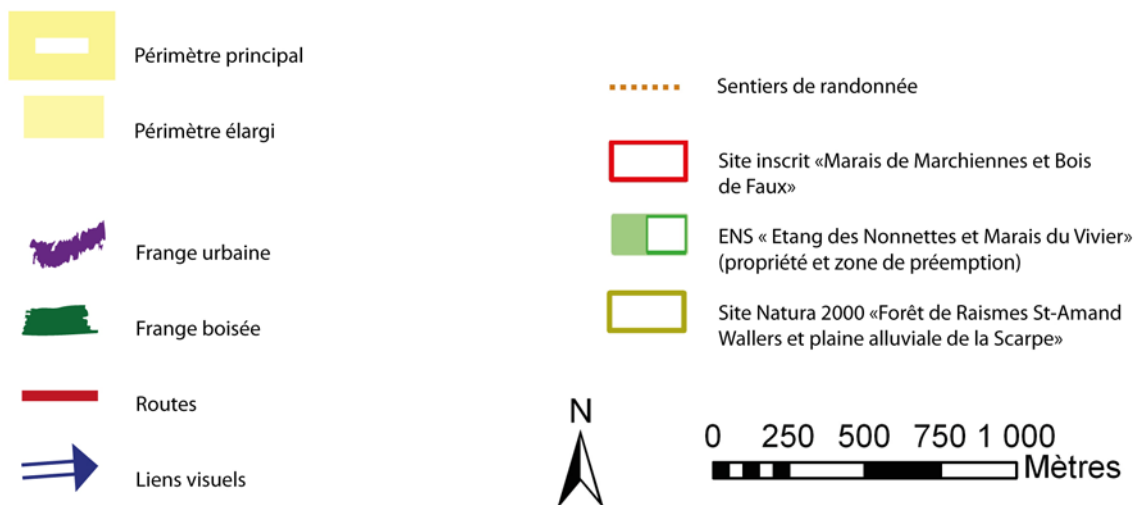 Périmètre principal
Périmètre élargi
Frange urbaine
Frange boisée
Routes
Liens visuels
Sentiers de randonnée
Site inscrit «Marais de Marchiennes et Bois
de Faux»
ENS « Etang des Nonnettes et Marais du Vivier»
(propriété et zone de préemption)
Site Natura 2000 «Forêt de Raismes St-Amand
Wallers et plaine alluviale de la Scarpe»
N
0 250 500 750 1 000
Mètres